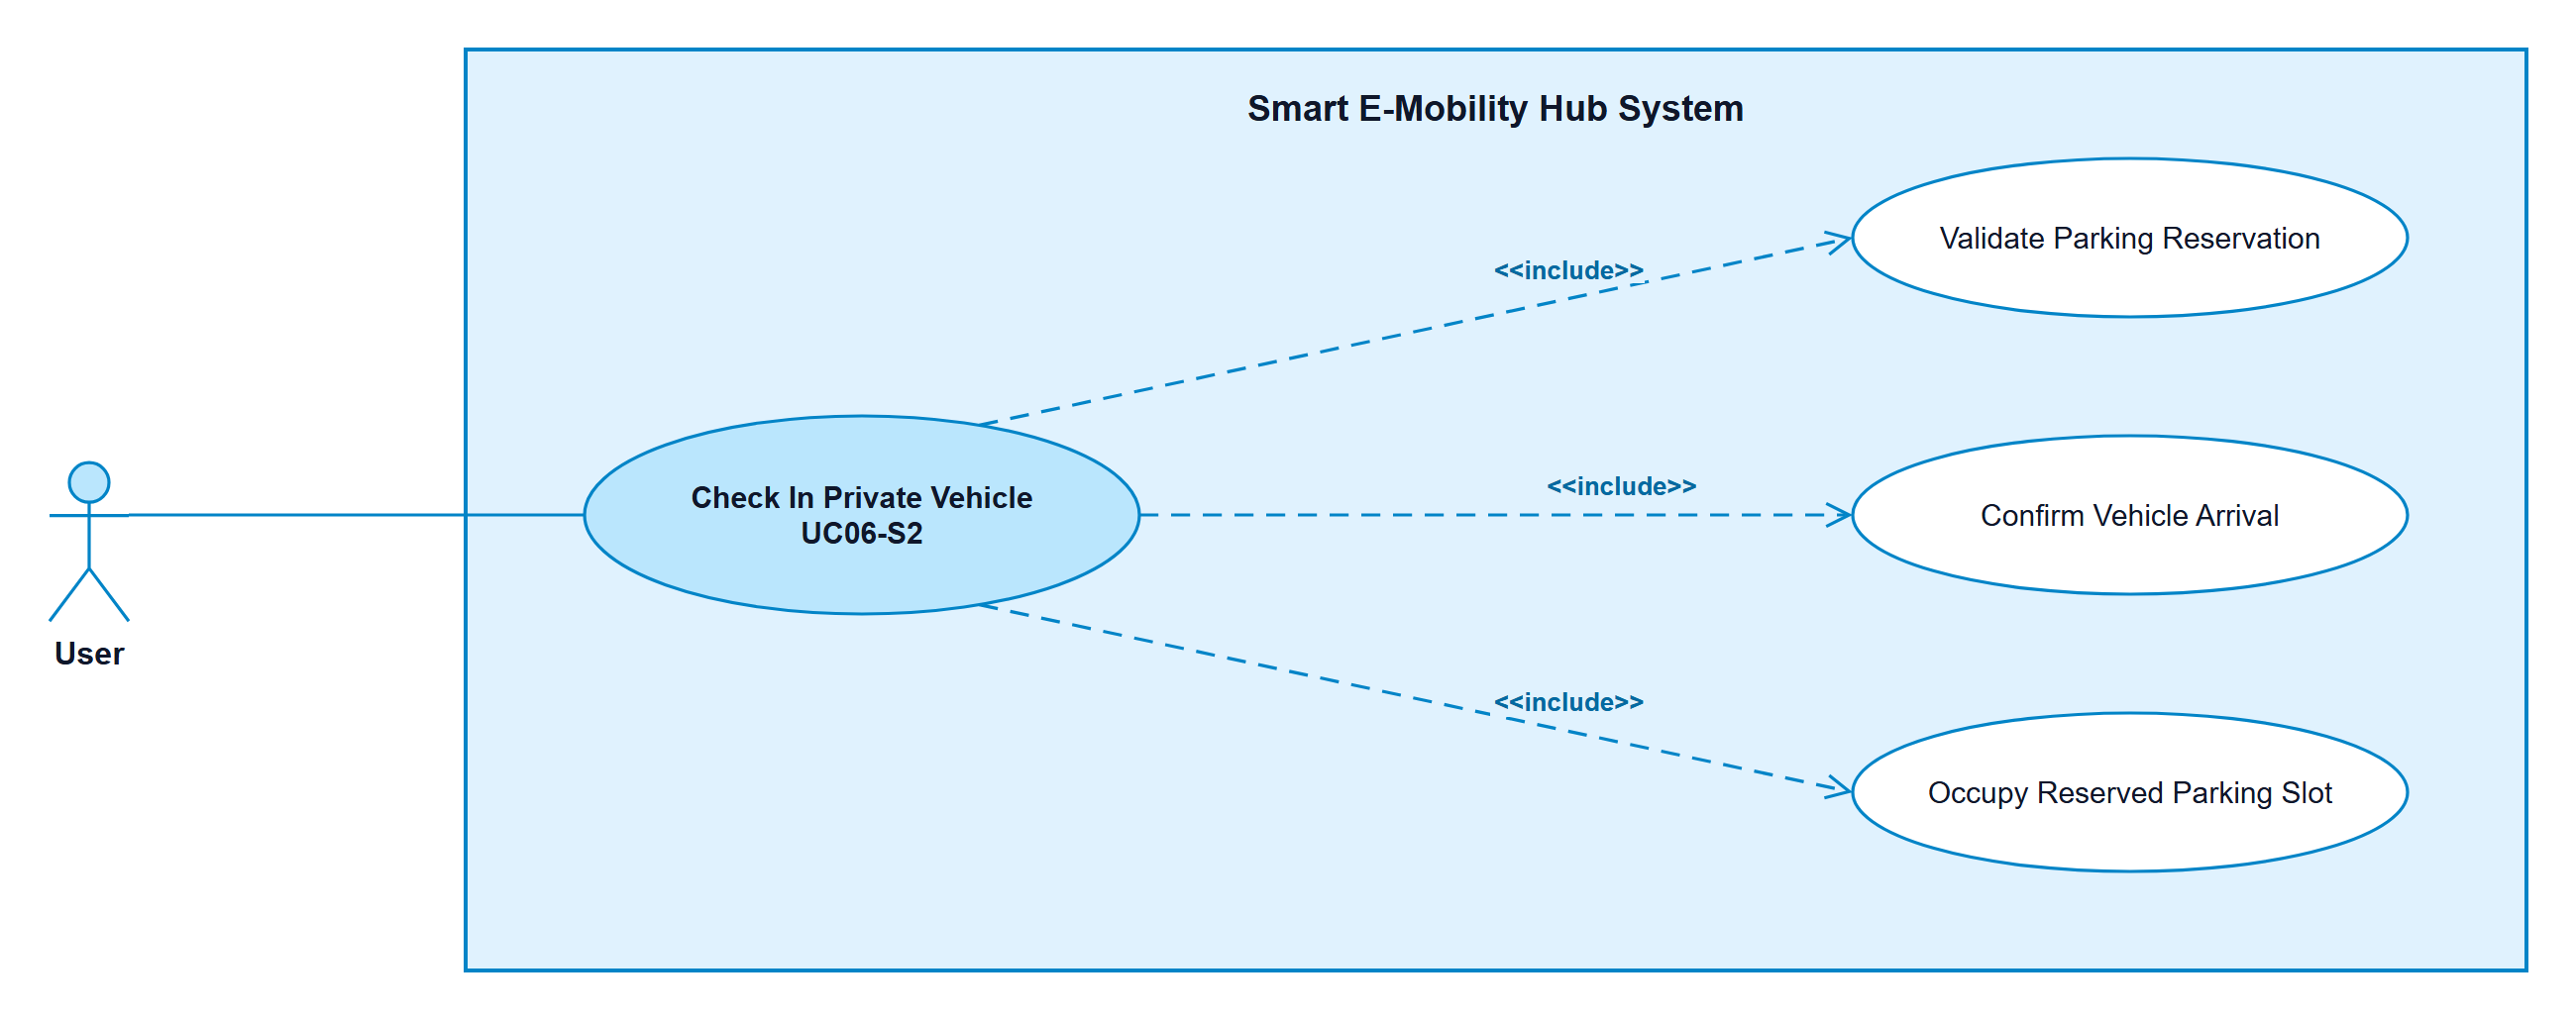 Smart E-Mobility Hub System
Validate Parking Reservation
<<include>>
Check In Private Vehicle
UC06-S2
<<include>>
Confirm Vehicle Arrival
User
<<include>>
Occupy Reserved Parking Slot